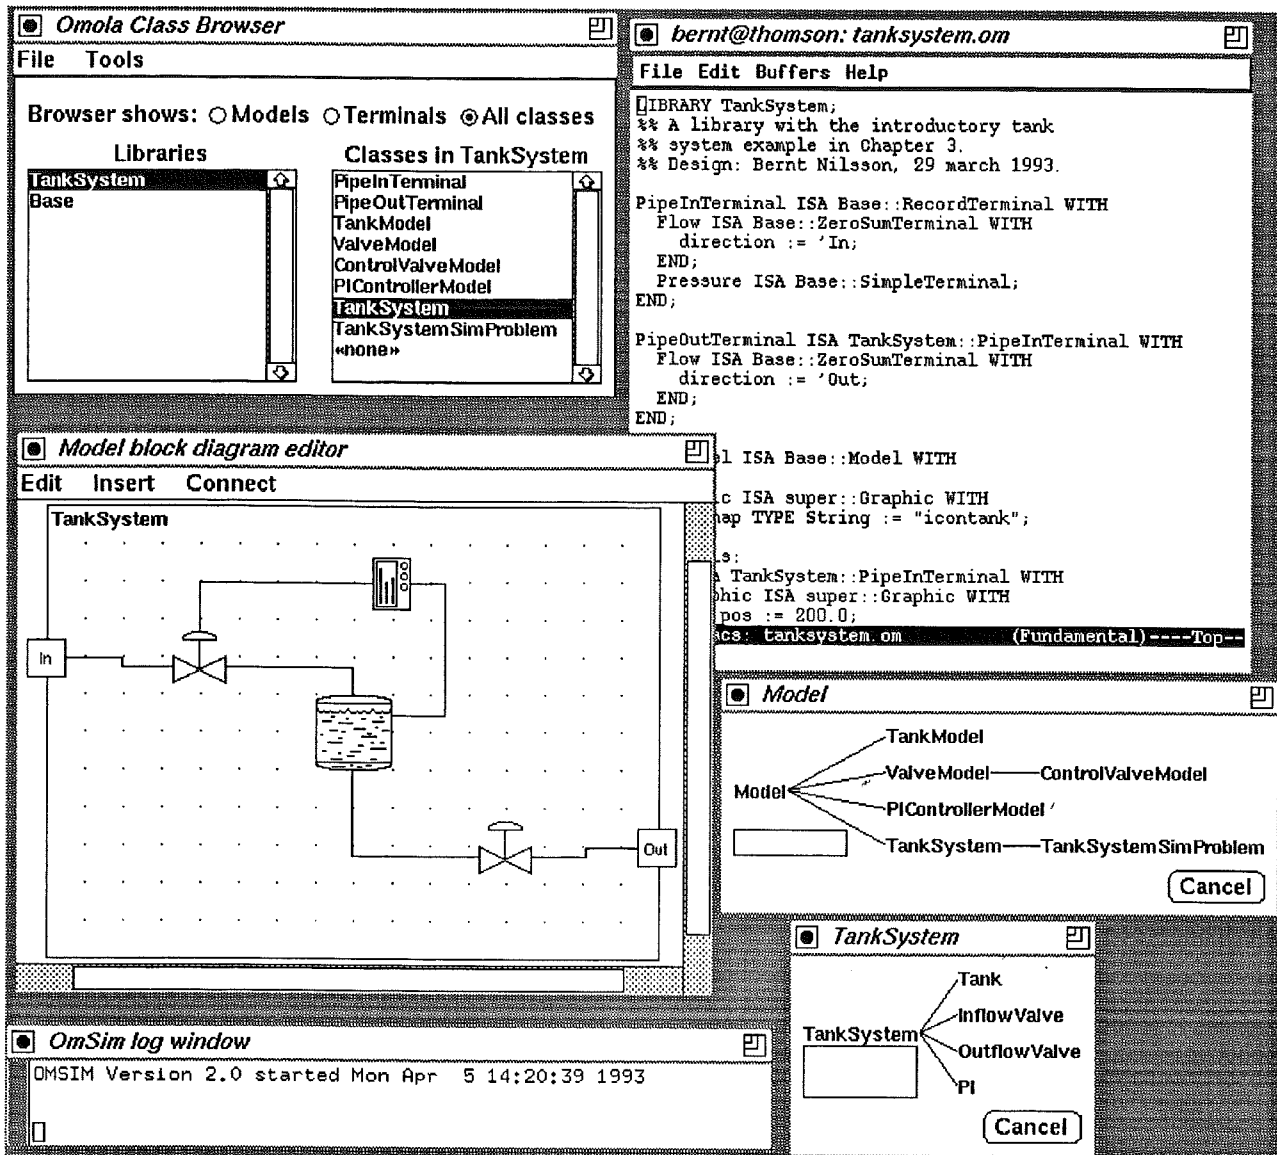 Omola Class Browser
File Tools
Browser shows: Models Terminals All classes
Libraries
TankSystem
Base
Classes in TankSystem
PipeInTerminal
PipeOutTerminal
TankModel
ValveModel
ControlValveModel
PIControllerModel
TankSystem
TankSystemSimProblem
«none»
bernt@thomson: tanksystem.om
File Edit Buffers Help
LIBRARY TankSystem;
%% A library with the introductory tank
%% system example in Chapter 3.
%% Design: Bernt Nilsson, 29 march 1993.
PipeInTerminal ISA Base::RecordTerminal WITH
Flow ISA Base::ZeroSumTerminal WITH
direction := 'In;
END;
Pressure ISA Base::SimpleTerminal;
END;
PipeOutTerminal ISA TankSystem::PipeInTerminal WITH
Flow ISA Base::ZeroSumTerminal WITH
direction := 'Out;
END;
END;
l ISA Base::Model WITH
c ISA super::Graphic WITH
ap TYPE String := "icontank";
s:
A TankSystem::PipeInTerminal WITH
hic ISA super::Graphic WITH
pos := 200.0;
acs: tanksystem.om (Fundamental)----Top--
Model block diagram editor
Edit Insert Connect
TankSystem
In
Out
Model
TankModel
ValveModel ControlValveModel
Model
PIControllerModel
TankSystem TankSystemSimProblem
Cancel
TankSystem
Tank
InflowValve
TankSystem
OutflowValve
PI
Cancel
OmSim log window
OMSIM Version 2.0 started Mon Apr 5 14:20:39 1993